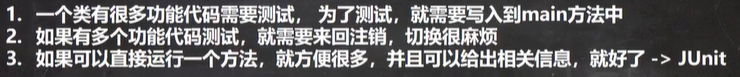 1. 一个类有很多功能代码需要测试，为了测试，就需要写入到main方法中
2. 如果有多个功能代码测试，就需要来回注销，切换很麻烦
3. 如果可以直接运行一个方法，就方便很多，并且可以给出相关信息，就好了 -> JUnit